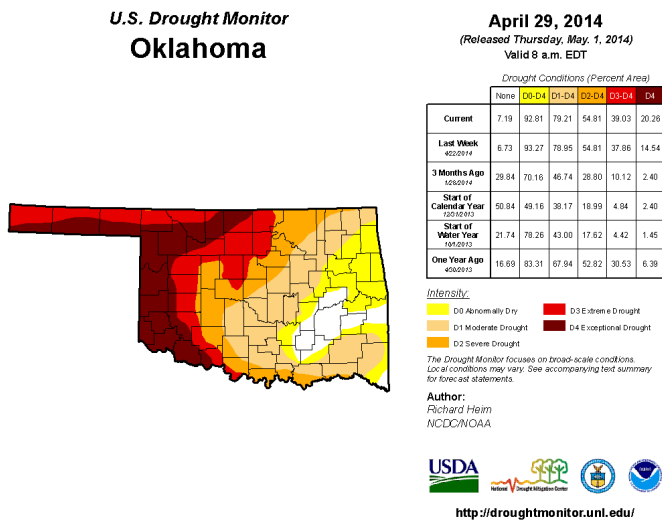 U.S. Drought Monitor
Oklahoma
April 29, 2014
(Released Thursday, May. 1, 2014)
Valid 8 a.m. EDT
Drought Conditions (Percent Area)
None D0-D4 D1-D4 D2-D4 D3-D4 D4
Current 7.19 92.81 79.21 54.81 39.03 20.26
Last Week 6.73 93.27 78.95 54.81 37.86 14.54
4/22/2014
3 Months Ago 29.84 70.16 46.74 28.80 10.12 2.40
1/28/2014
Start of
Calendar Year 50.84 49.16 38.17 18.99 4.84 2.40
12/31/2013
Start of
Water Year 21.74 78.26 43.00 17.62 4.42 1.45
10/1/2013
One Year Ago 16.69 83.31 67.94 52.82 30.53 6.39
4/30/2013
Intensity:
D0 Abnormally Dry
D1 Moderate Drought
D2 Severe Drought
D3 Extreme Drought
D4 Exceptional Drought
The Drought Monitor focuses on broad-scale conditions.
Local conditions may vary. See accompanying text summary
for forecast statements.
Author:
Richard Heim
NCDC/NOAA
USDA
National Drought Mitigation Center
http://droughtmonitor.unl.edu/